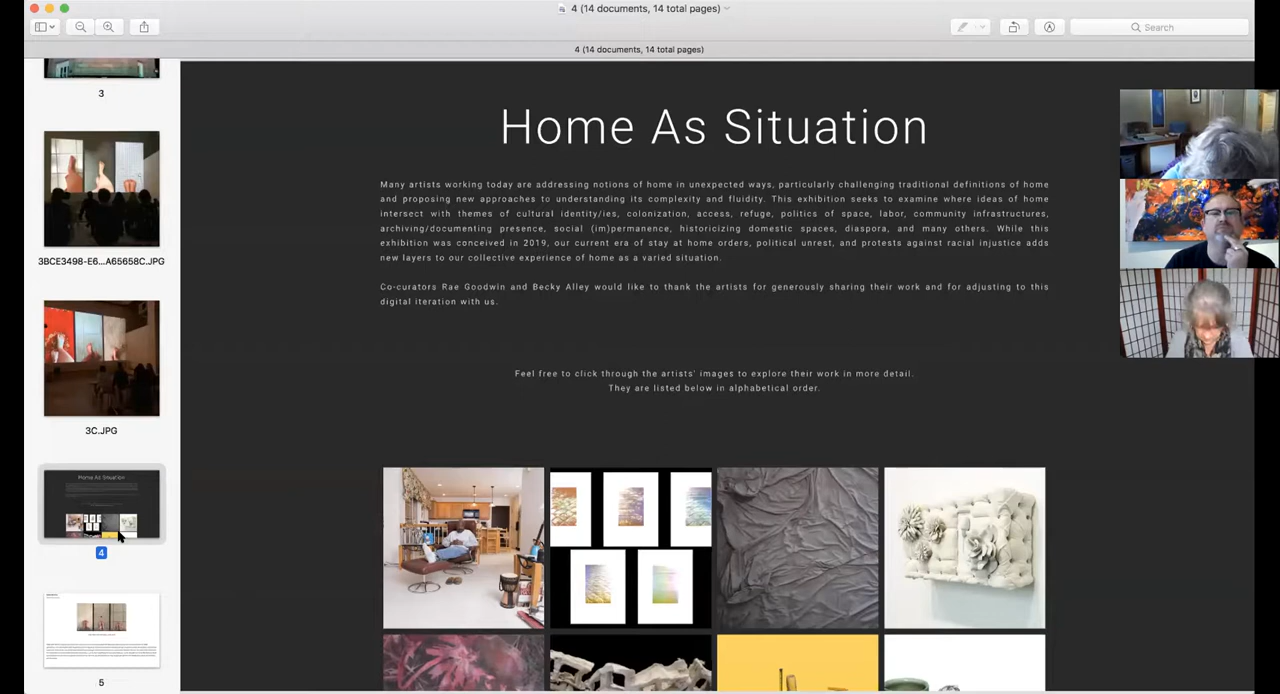 4 (14 documents, 14 total pages)
Search
4 (14 documents, 14 total pages)
3
3BCE3498-E6...A65658C.JPG
3C.JPG
Home As Situation
4
5
Home As Situation
Many artists working today are addressing notions of home in unexpected ways, particularly challenging traditional definitions of home
and proposing new approaches to understanding its complexity and fluidity. This exhibition seeks to examine where ideas of home
intersect with themes of cultural identity/ies, colonization, access, refuge, politics of space, labor, community infrastructures,
archiving/documenting presence, social (im)permanence, historicizing domestic spaces, diaspora, and many others. While this
exhibition was conceived in 2019, our current era of stay at home orders, political unrest, and protests against racial injustice adds
new layers to our collective experience of home as a varied situation.
Co-curators Rae Goodwin and Becky Alley would like to thank the artists for generously sharing their work and for adjusting to this
digital iteration with us.
Feel free to click through the artists' images to explore their work in more detail.
They are listed below in alphabetical order.